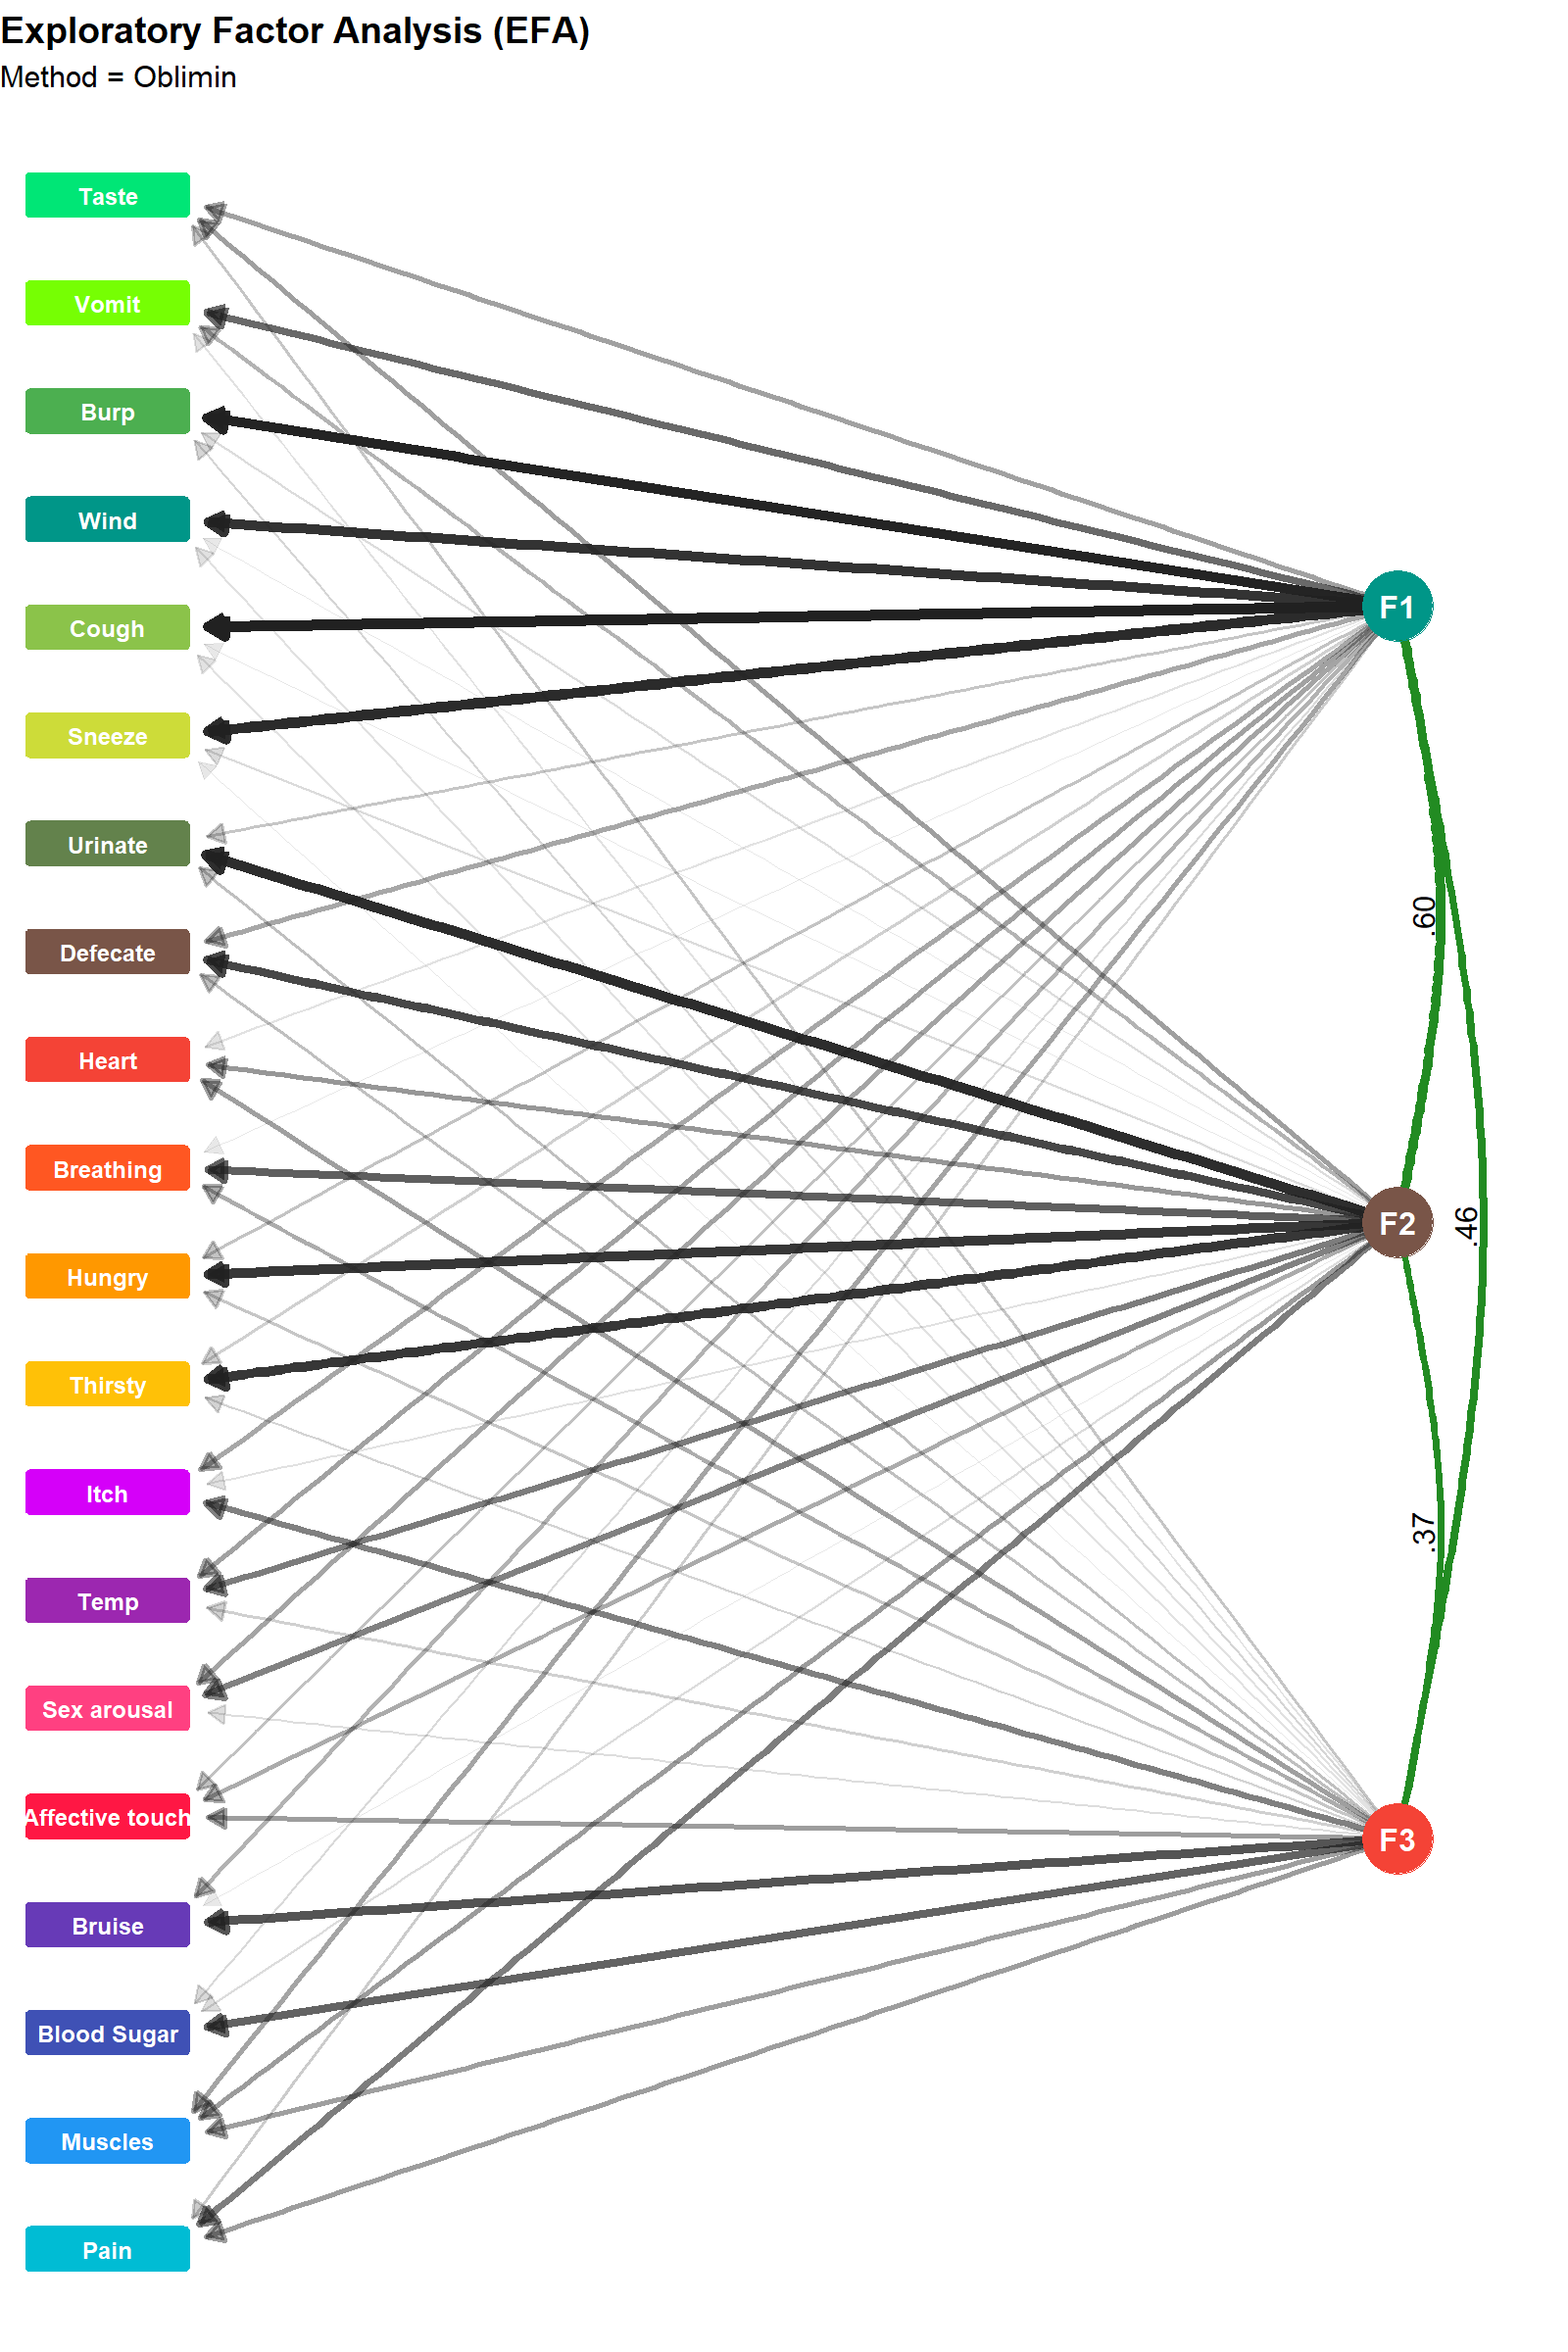 Exploratory Factor Analysis (EFA)
Method = Oblimin
Taste
Vomit
Burp
Wind
Cough
Sneeze
Urinate
Defecate
Heart
Breathing
Hungry
Thirsty
Itch
Temp
Sex arousal
Affective touch
Bruise
Blood Sugar
Muscles
Pain
F1
.60
F2
.46
.37
F3